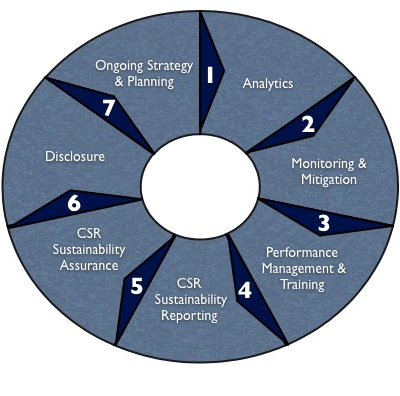 1
Analytics
2
Monitoring &
Mitigation
3
Performance
Management &
Training
4
CSR
Sustainability
Reporting
5
CSR
Sustainability
Assurance
6
Disclosure
7
Ongoing Strategy
& Planning